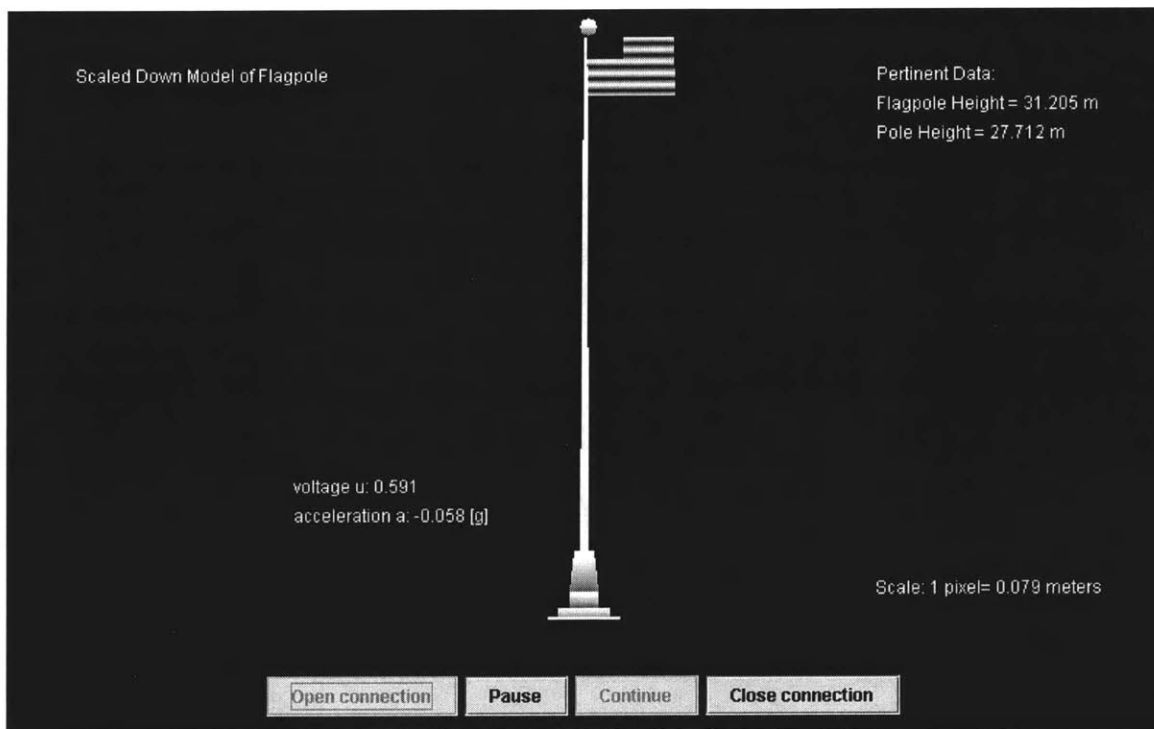 Scaled Down Model of Flagpole
Pertinent Data:
Flagpole Height = 31.205 m
Pole Height = 27.712 m
voltage u: 0.591
acceleration a: -0.058 [g]
Scale: 1 pixel= 0.079 meters
Open connection
Pause
Continue
Close connection